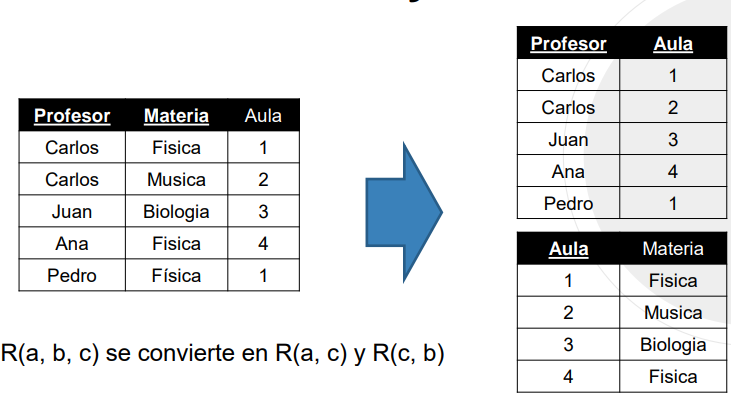 Profesor Materia Aula
Carlos Fisica 1
Carlos Musica 2
Juan Biologia 3
Ana Fisica 4
Pedro Física 1
R(a, b, c) se convierte en R(a, c) y R(c, b)
Profesor Aula
Carlos 1
Carlos 2
Juan 3
Ana 4
Pedro 1
Aula Materia
1 Fisica
2 Musica
3 Biologia
4 Fisica